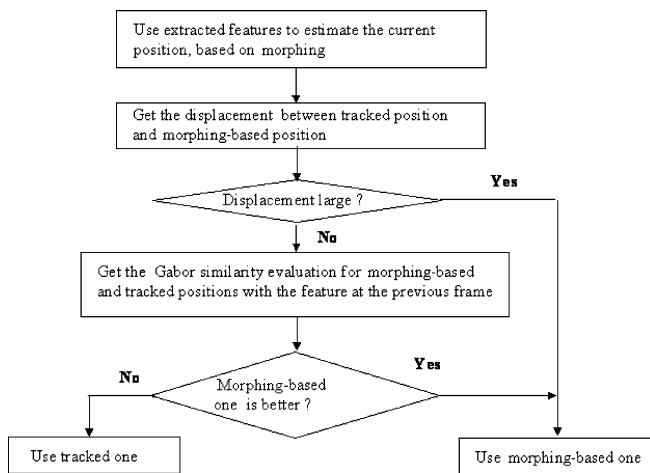 Use extracted features to estimate the current
position, based on morphing
Get the displacement between tracked position
and morphing-based position
Displacement large ?
Yes
No
Get the Gabor similarity evaluation for morphing-based
and tracked positions with the feature at the previous frame
Morphing-based
one is better ?
No
Yes
Use tracked one
Use morphing-based one